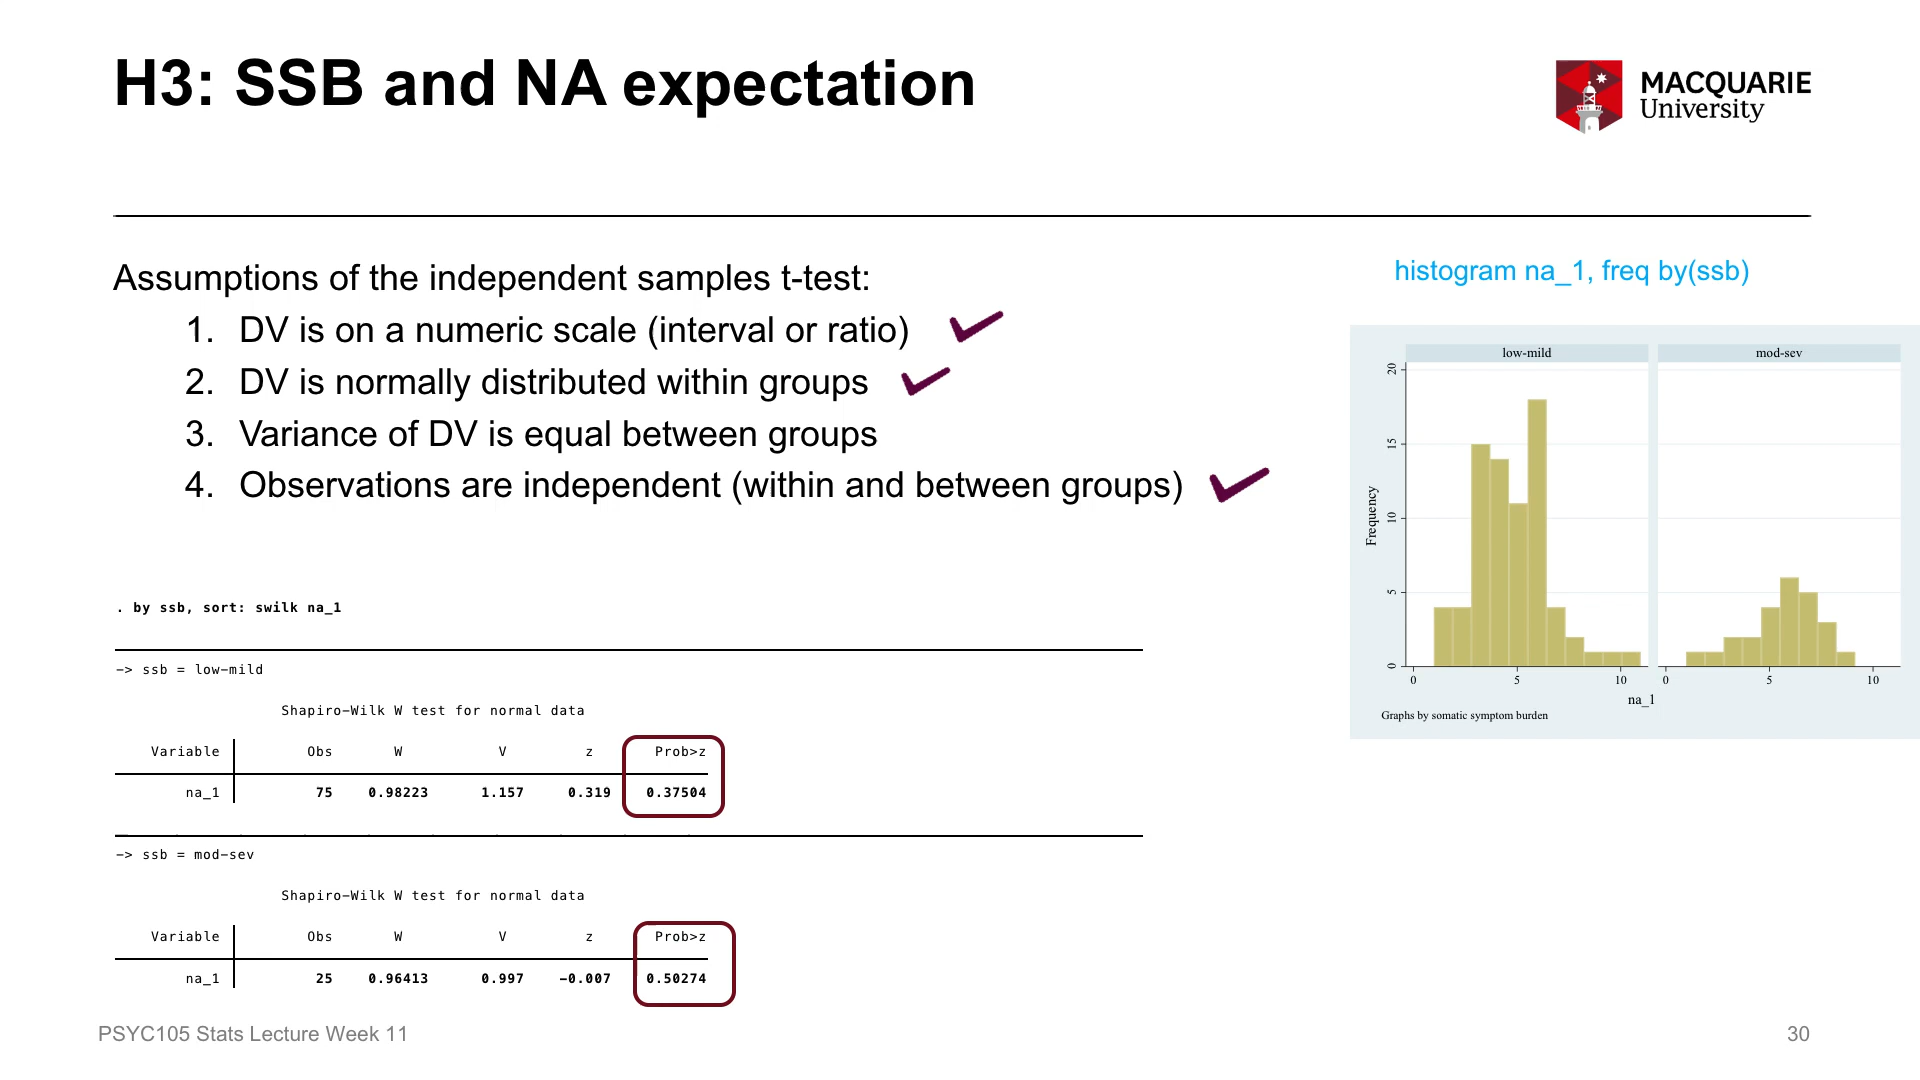 H3: SSB and NA expectation
MACQUARIE
University
Assumptions of the independent samples t-test:
1. DV is on a numeric scale (interval or ratio)
2. DV is normally distributed within groups
3. Variance of DV is equal between groups
4. Observations are independent (within and between groups)
histogram na_1, freq by(ssb)
low-mild mod-sev
Frequency
20
15
10
5
0
0 5 10 0 5 10
na_1
Graphs by somatic symptom burden
. by ssb, sort: swilk na_1
-> ssb = low-mild
Shapiro-Wilk W test for normal data
Variable Obs W V z Prob>z
na_1 75 0.98223 1.157 0.319 0.37504
-> ssb = mod-sev
Shapiro-Wilk W test for normal data
Variable Obs W V z Prob>z
na_1 25 0.96413 0.997 -0.007 0.50274
PSYC105 Stats Lecture Week 11
30